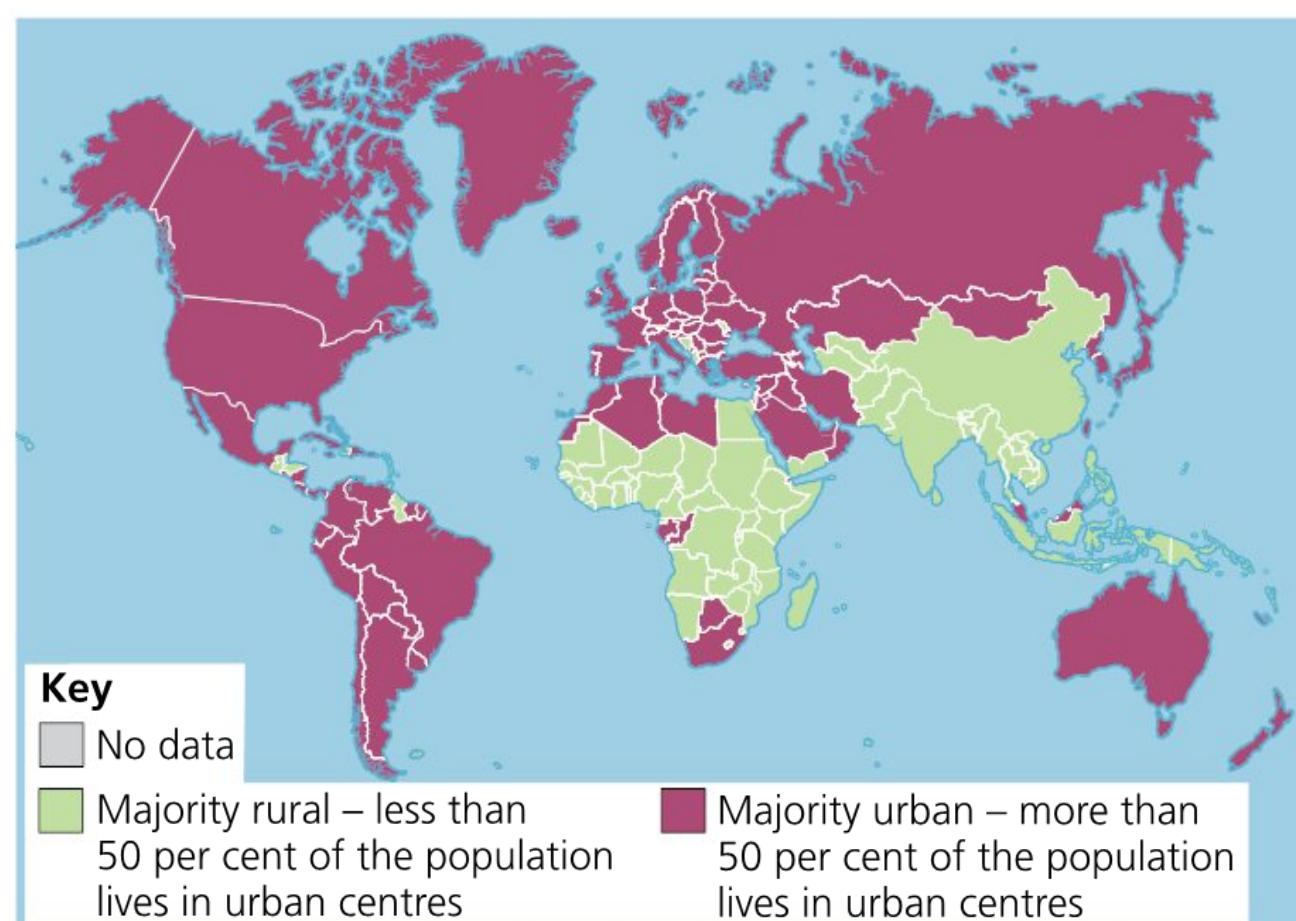 Key
No data
Majority rural – less than
50 per cent of the population
lives in urban centres
Majority urban – more than
50 per cent of the population
lives in urban centres